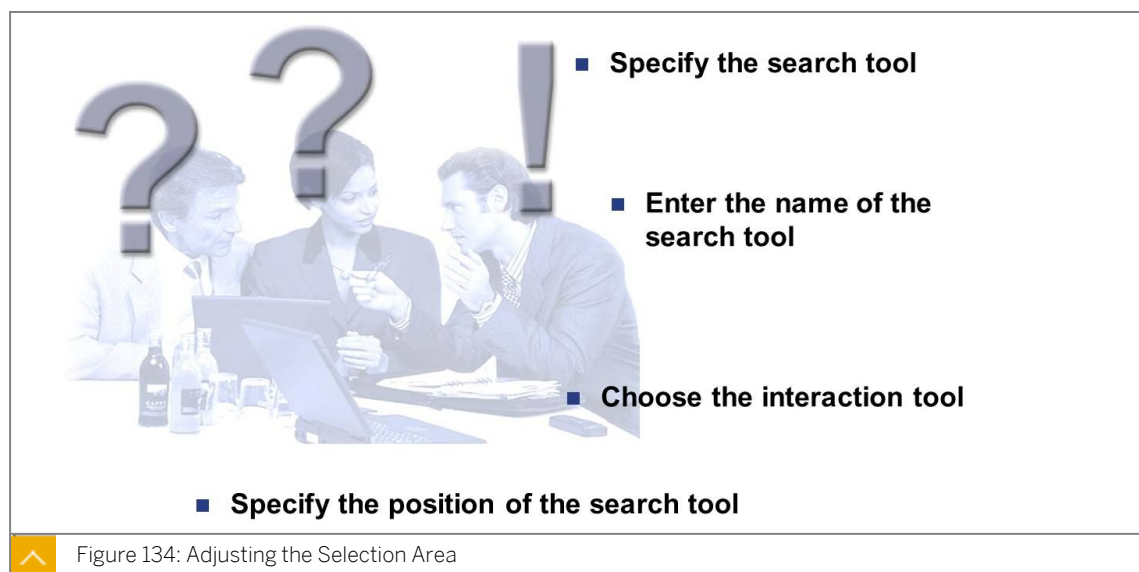 ? ? !
■ Specify the search tool
■ Enter the name of the
search tool
■ Choose the interaction tool
■ Specify the position of the search tool
Figure 134: Adjusting the Selection Area